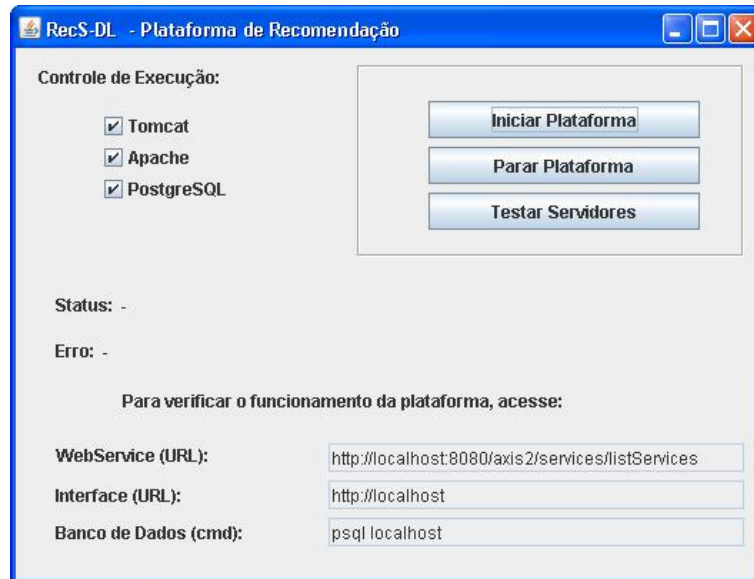 RecS-DL - Plataforma de Recomendação
Controle de Execução:
Tomcat
Apache
PostgreSQL
Iniciar Plataforma
Parar Plataforma
Testar Servidores
Status: -
Erro: -
Para verificar o funcionamento da plataforma, acesse:
WebService (URL): http://localhost:8080/axis2/services/listServices
Interface (URL): http://localhost
Banco de Dados (cmd): psql localhost